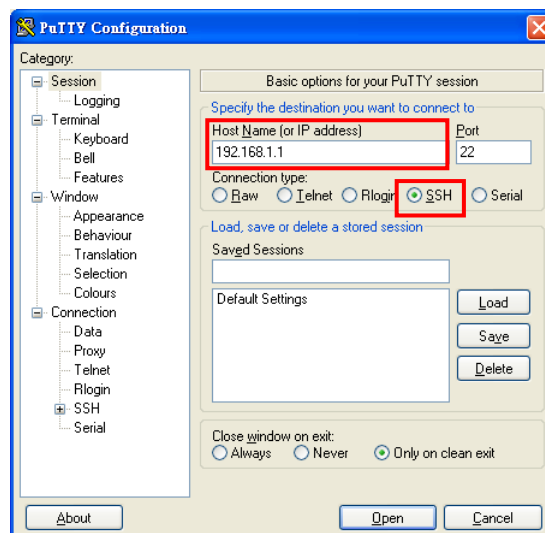 PuTTY Configuration
Category:
Session
Logging
Terminal
Keyboard
Bell
Features
Window
Appearance
Behaviour
Translation
Selection
Colours
Connection
Data
Proxy
Telnet
Rlogin
SSH
Serial
Basic options for your PuTTY session
Specify the destination you want to connect to
Host Name (or IP address) Port
192.168.1.1 22
Connection type:
Raw Telnet Rlogin SSH Serial
Load, save or delete a stored session
Saved Sessions
Default Settings
Load
Save
Delete
Close window on exit:
Always Never Only on clean exit
About Open Cancel